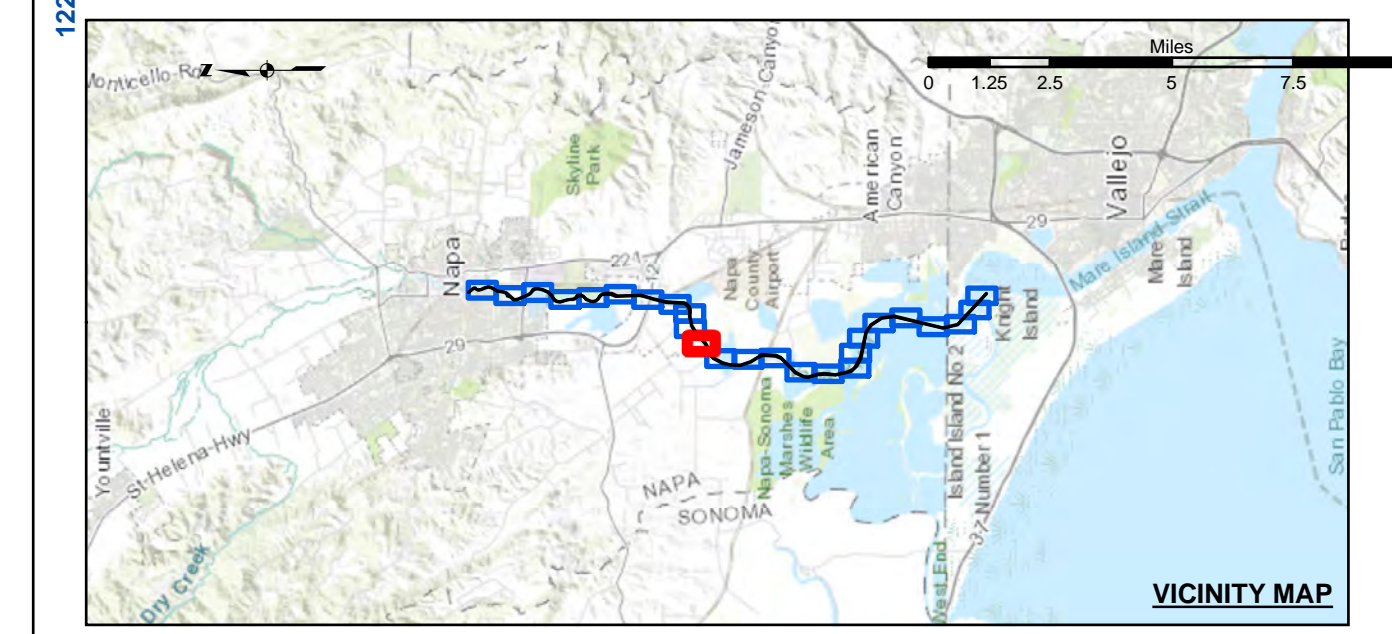 122
Miles
0 1.25 2.5 5 7.5
Monticello-Rd
Z
Jameson-Canyo
Skyline
Park
American
Canyon
Vallejo
Mare Island-Strait
Mare
Island
Napa
221
12
29
Napa
County
Airport
29
Knight
Island
Yountville
St-Helena-Hwy
Dry Creek
NAPA
SONOMA
Napa-Sonoma
Marshes
Wildlife
Area
Island Island No 2
Number 1
37
West End
San Pablo Bay
VICINITY MAP